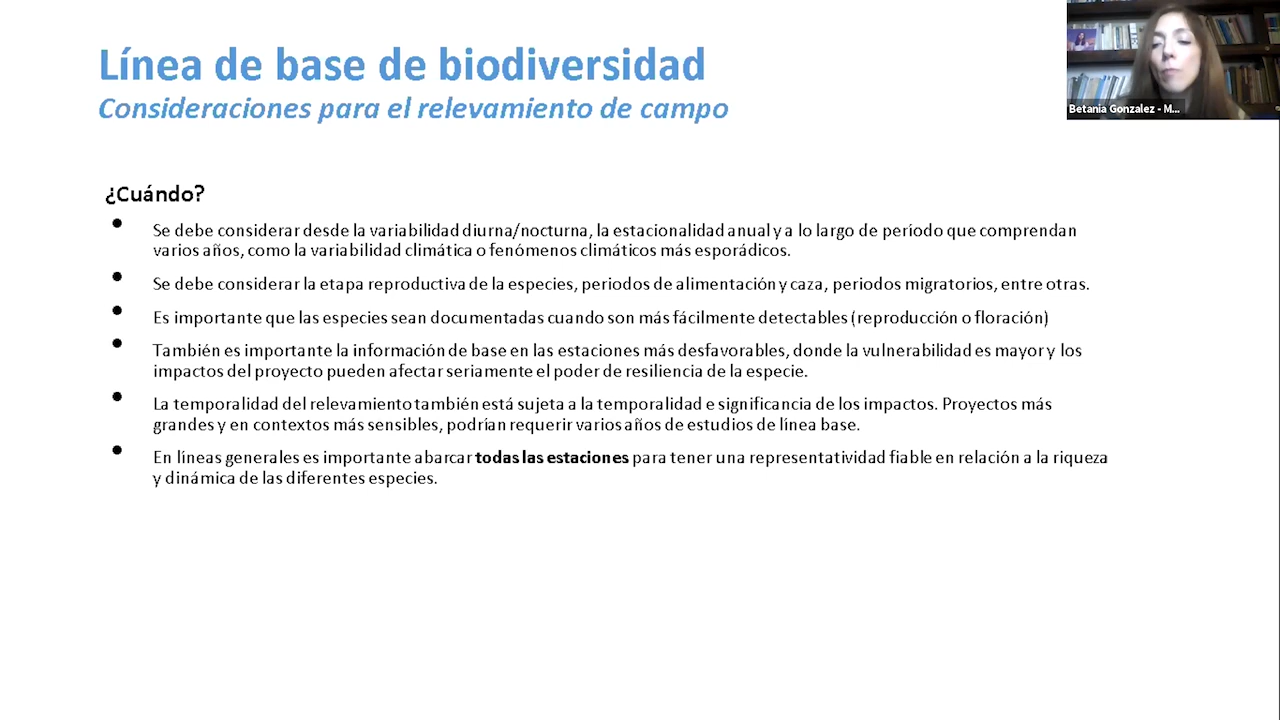 Línea de base de biodiversidad
Consideraciones para el relevamiento de campo
Betania Gonzalez - M...
¿Cuándo?
• Se debe considerar desde la variabilidad diurna/nocturna, la estacionalidad anual y a lo largo de período que comprendan
varios años, como la variabilidad climática o fenómenos climáticos más esporádicos.
• Se debe considerar la etapa reproductiva de la especies, periodos de alimentación y caza, periodos migratorios, entre otras.
• Es importante que las especies sean documentadas cuando son más fácilmente detectables (reproducción o floración)
• También es importante la información de base en las estaciones más desfavorables, donde la vulnerabilidad es mayor y los
impactos del proyecto pueden afectar seriamente el poder de resiliencia de la especie.
• La temporalidad del relevamiento también está sujeta a la temporalidad e significancia de los impactos. Proyectos más
grandes y en contextos más sensibles, podrían requerir varios años de estudios de línea base.
• En líneas generales es importante abarcar todas las estaciones para tener una representatividad fiable en relación a la riqueza
y dinámica de las diferentes especies.